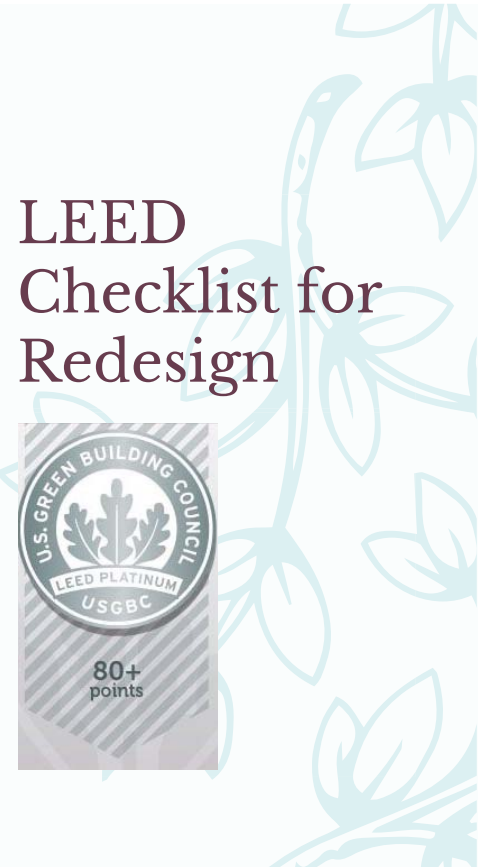 LEED
Checklist for
Redesign
U.S. GREEN BUILDING COUNCIL
LEED PLATINUM
USGBC
80+
points